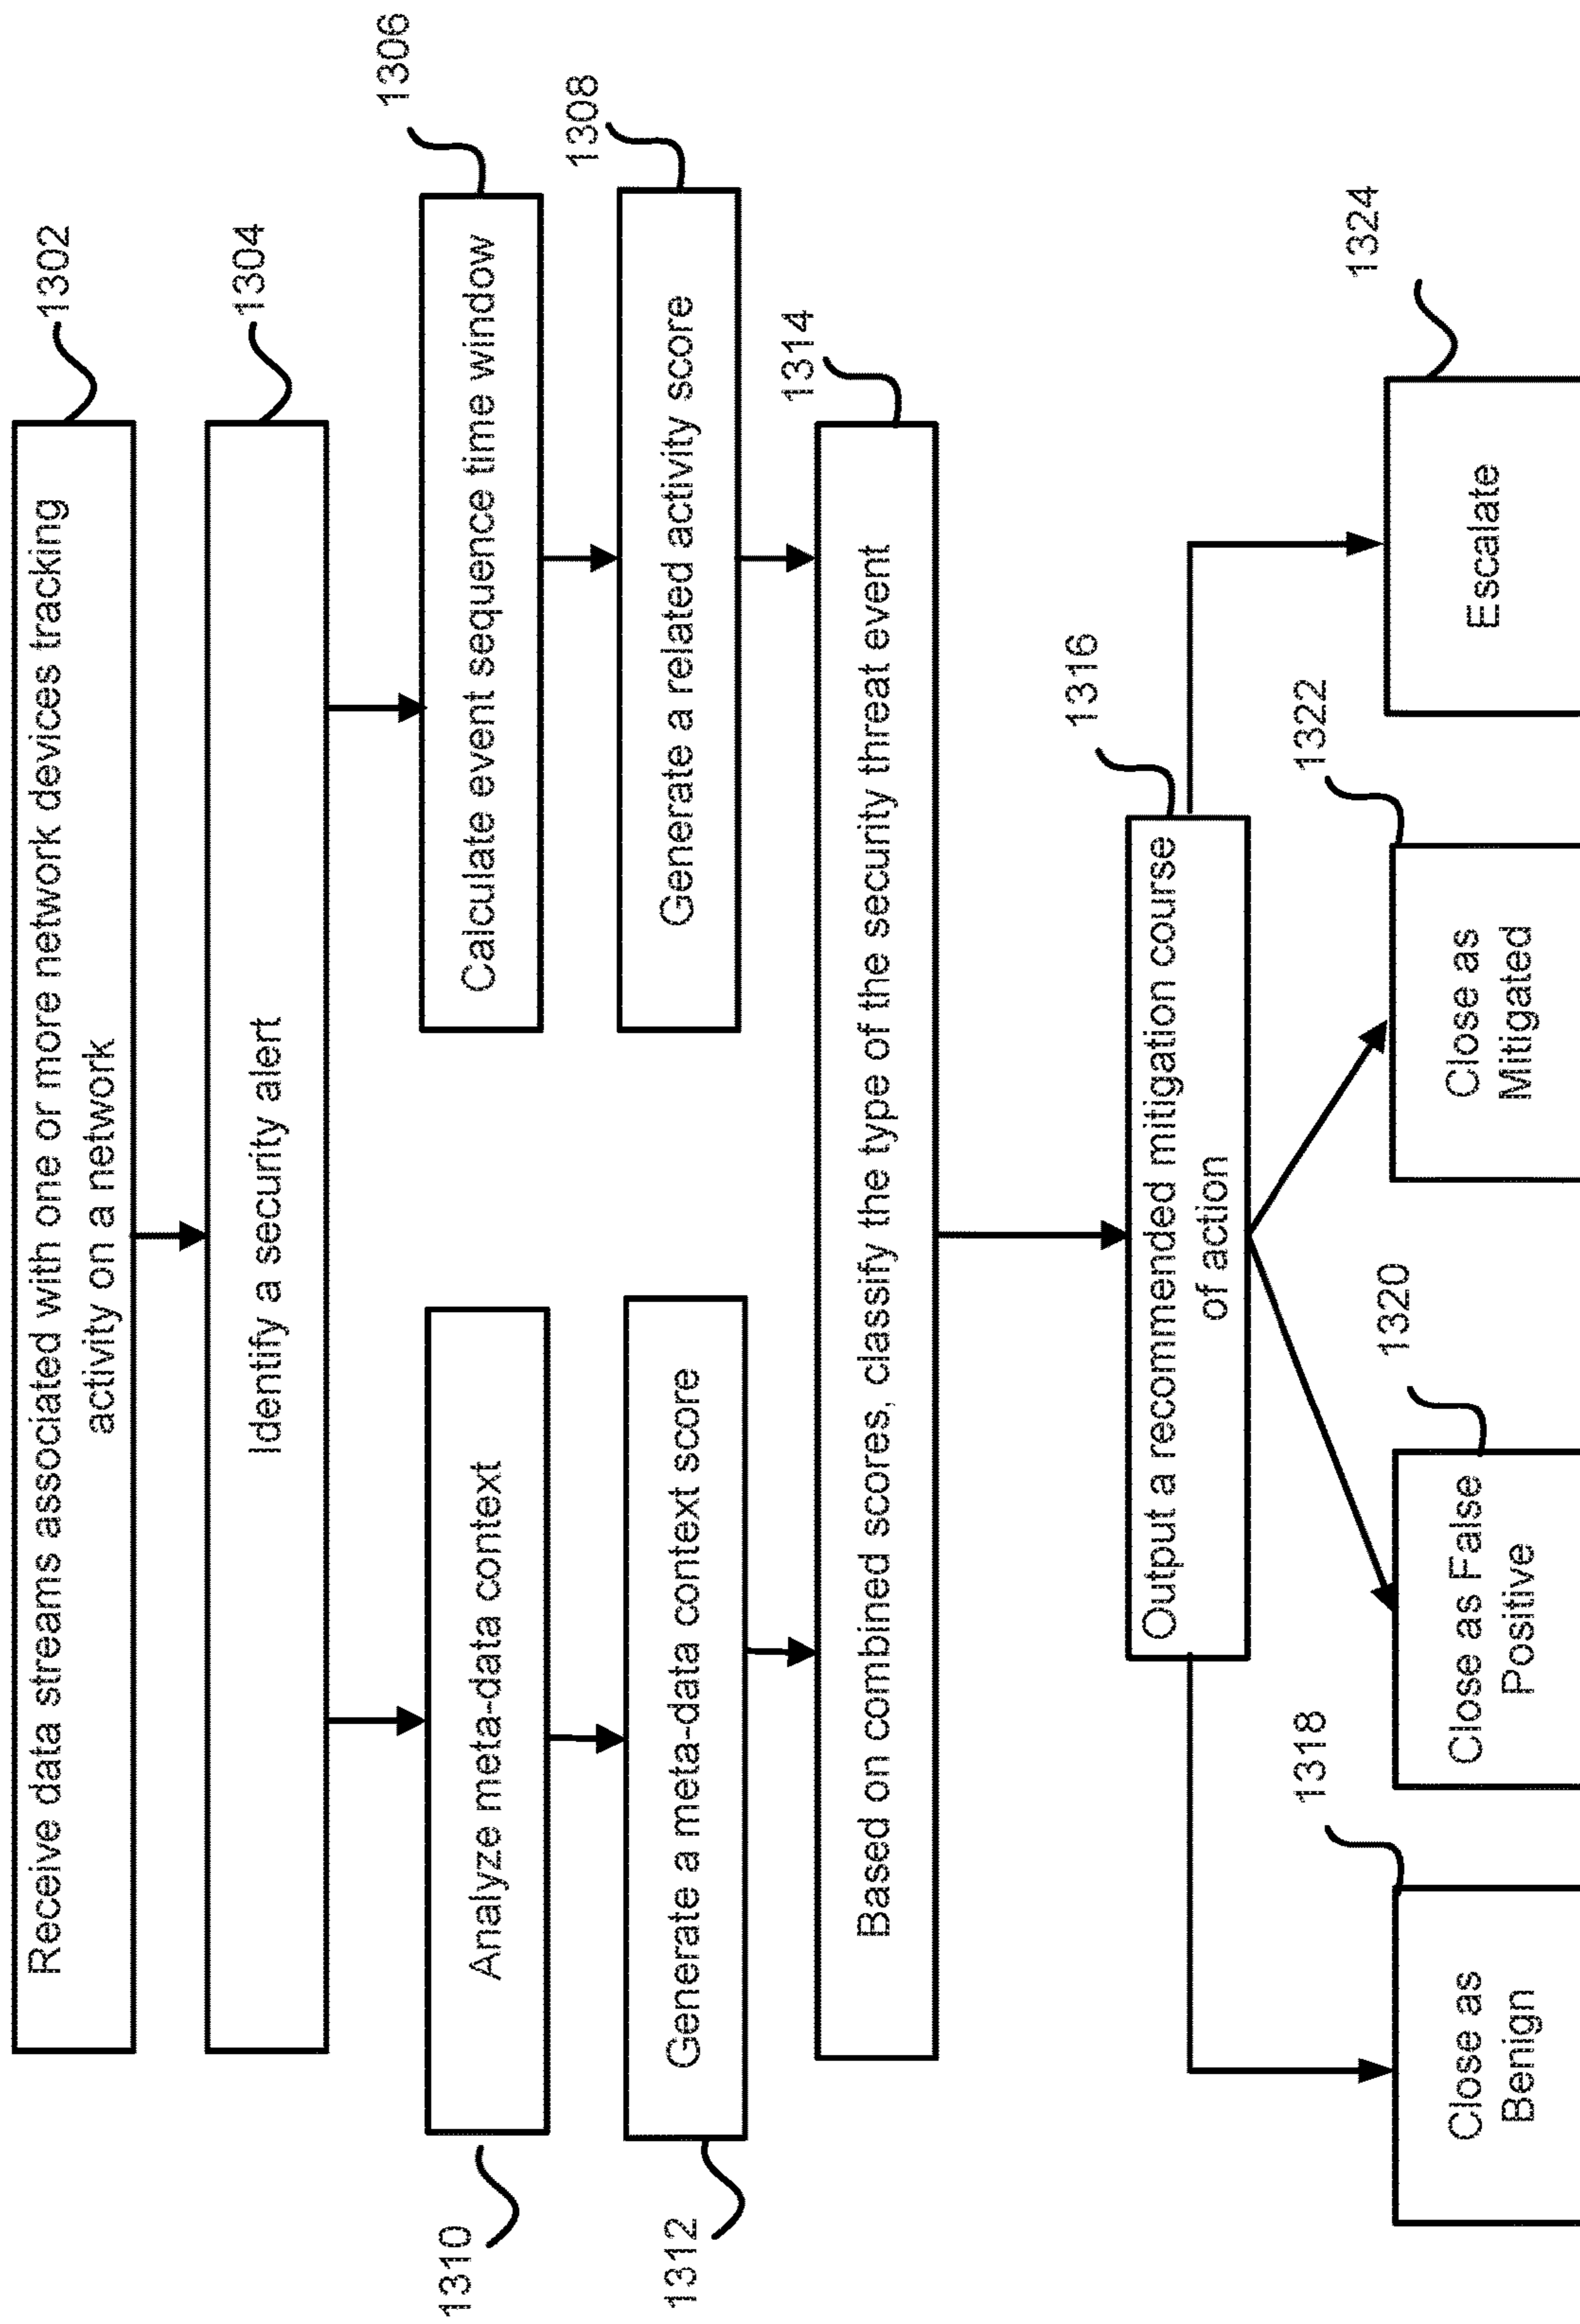 Receive data streams associated with one or more network devices tracking
activity on a network
1302
Identify a security alert
1304
Analyze meta-data context
1310
Calculate event sequence time window
1306
Generate a meta-data context score
1312
Generate a related activity score
1308
Based on combined scores, classify the type of the security threat event
1314
Output a recommended mitigation course
of action
1316
Close as
Benign
1318
Close as False
Positive
1320
Close as
Mitigated
1322
Escalate
1324